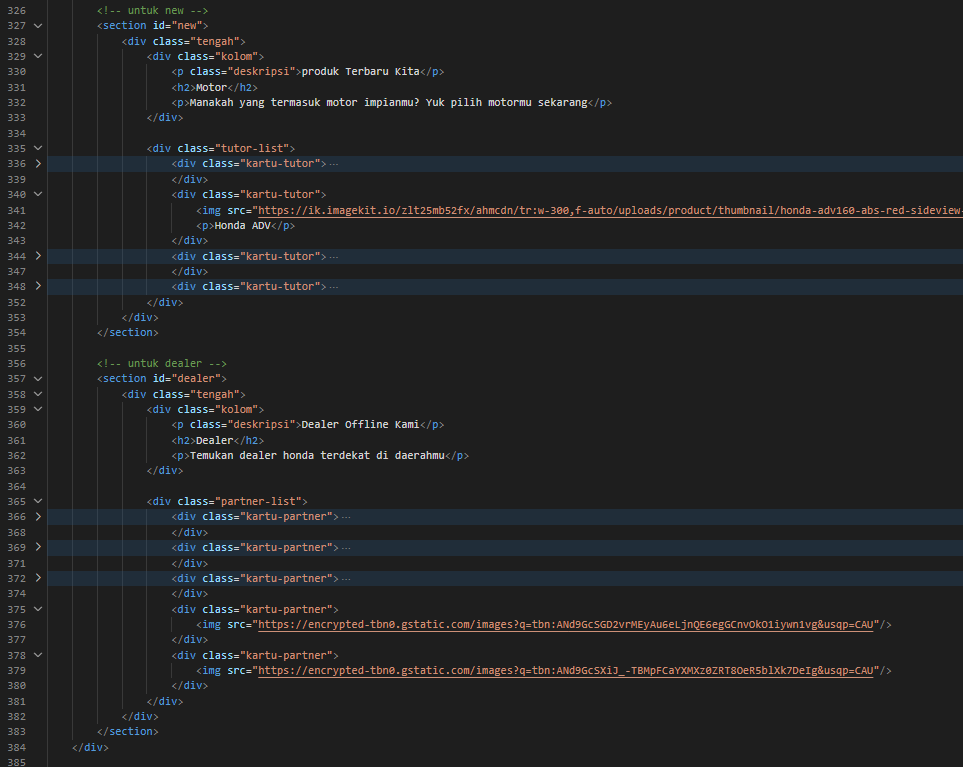 326 <!-- untuk new -->
327 <section id="new">
328 <div class="tengah">
329 <div class="kolom">
330 <p class="deskripsi">produk Terbaru Kita</p>
331 <h2>Motor</h2>
332 <p>Manakah yang termasuk motor impianmu? Yuk pilih motormu sekarang</p>
333 </div>
334
335 <div class="tutor-list">
336 <div class="kartu-tutor"> ...
339 </div>
340 <div class="kartu-tutor">
341 <img src="https://ik.imagekit.io/zlt25mb52fx/ahmcdn/tr:w-300,f-auto/uploads/product/thumbnail/honda-adv160-abs-red-sideview-
342 <p>Honda ADV</p>
343 </div>
344 <div class="kartu-tutor"> ...
347 </div>
348 <div class="kartu-tutor"> ...
352 </div>
353 </div>
354 </section>
355
356 <!-- untuk dealer -->
357 <section id="dealer">
358 <div class="tengah">
359 <div class="kolom">
360 <p class="deskripsi">Dealer Offline Kami</p>
361 <h2>Dealer</h2>
362 <p>Temukan dealer honda terdekat di daerahmu</p>
363 </div>
364
365 <div class="partner-list">
366 <div class="kartu-partner"> ...
368 </div>
369 <div class="kartu-partner"> ...
371 </div>
372 <div class="kartu-partner"> ...
374 </div>
375 <div class="kartu-partner">
376 <img src="https://encrypted-tbn0.gstatic.com/images?q=tbn:ANd9GcSGD2vrMEyAu6eLjnQE6egGCnvOkO1iywn1vg&usqp=CAU"/>
377 </div>
378 <div class="kartu-partner">
379 <img src="https://encrypted-tbn0.gstatic.com/images?q=tbn:ANd9GcSXiJ_-TBMpFCaYXMXz0ZRT8OeR5blXk7DeIg&usqp=CAU"/>
380 </div>
381 </div>
382 </div>
383 </section>
384 </div>
385